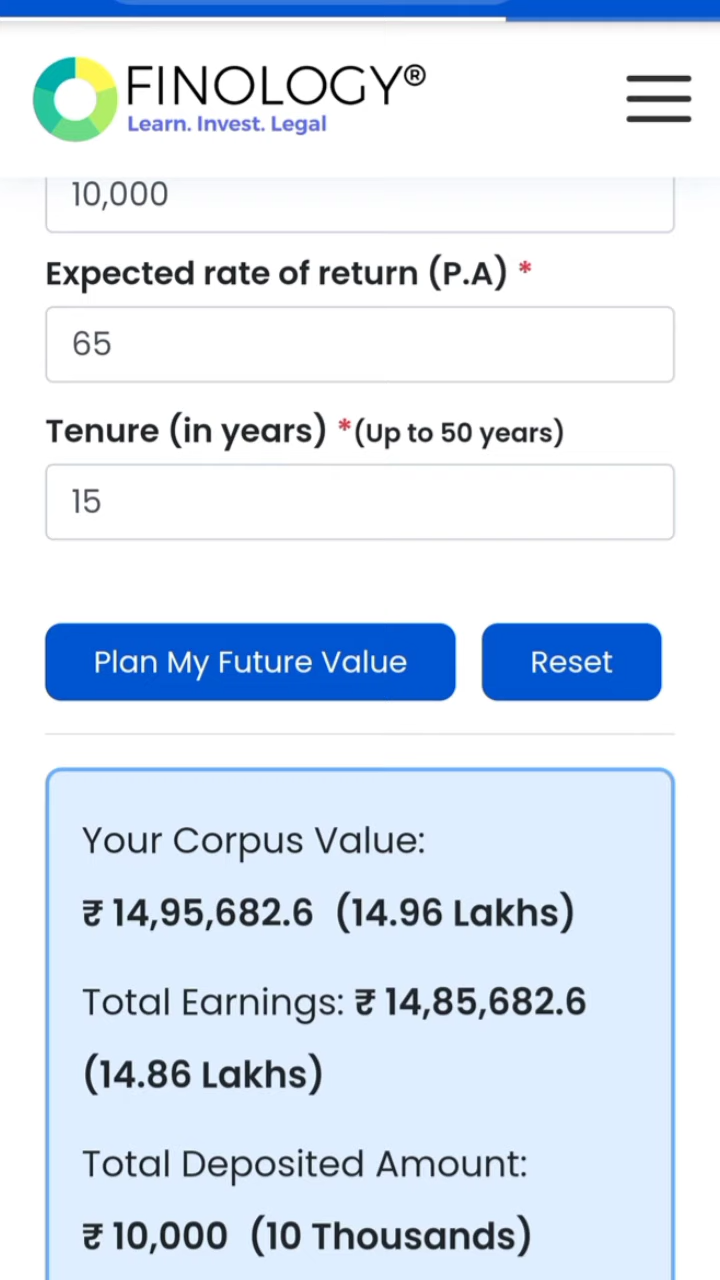 FINOLOGY®
Learn. Invest. Legal
10,000
Expected rate of return (P.A) *
65
Tenure (in years) *(Up to 50 years)
15
Plan My Future Value
Reset
Your Corpus Value:
₹ 14,95,682.6 (14.96 Lakhs)
Total Earnings: ₹ 14,85,682.6
(14.86 Lakhs)
Total Deposited Amount:
₹ 10,000 (10 Thousands)